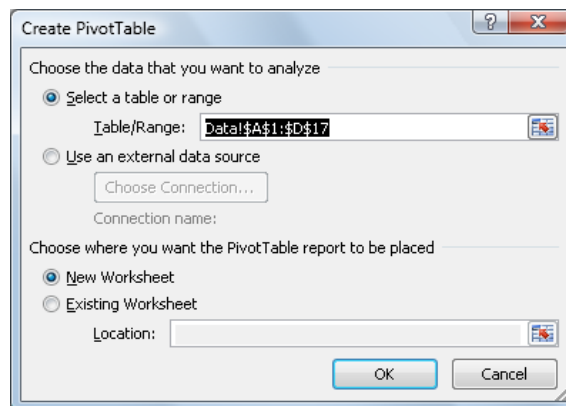 Create PivotTable
Choose the data that you want to analyze
Select a table or range
Table/Range: Data!$A$1:$D$17
Use an external data source
Choose Connection...
Connection name:
Choose where you want the PivotTable report to be placed
New Worksheet
Existing Worksheet
Location:
OK Cancel